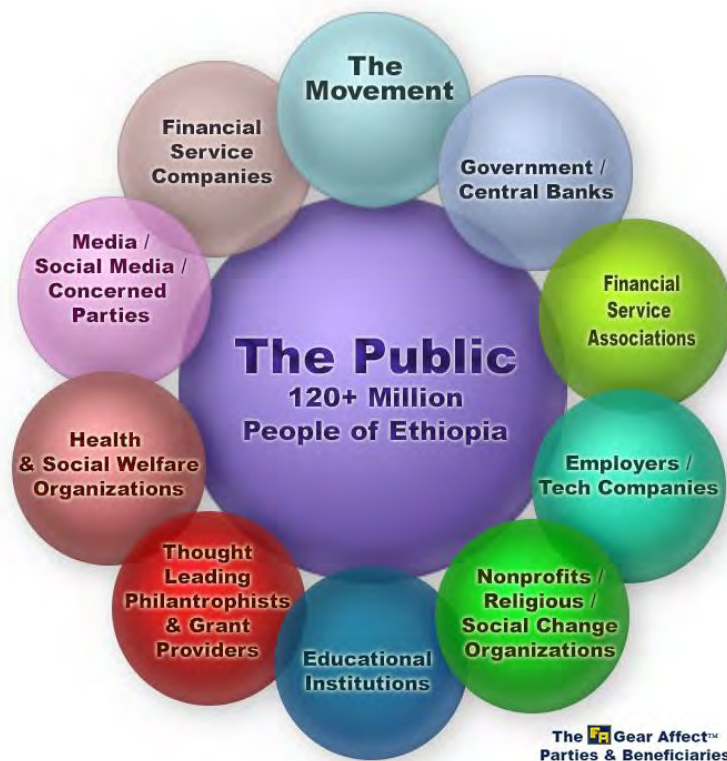 The
Movement
Financial
Service
Companies
Government /
Central Banks
Media /
Social Media /
Concerned
Parties
Financial
Service
Associations
The Public
120+ Million
People of Ethiopia
Health
& Social Welfare
Organizations
Employers /
Tech Companies
Thought
Leading
Philantrophists
& Grant
Providers
Nonprofits /
Religious /
Social Change
Organizations
Educational
Institutions
The FA Gear Affect™
Parties & Beneficiaries